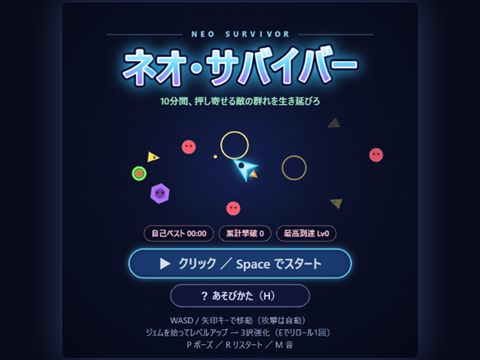 NEO SURVIVOR
ネオ・サバイバー
10分間、押し寄せる敵の群れを生き延びろ
自己ベスト 00:00 累計撃破 0 最高到達 Lv0
▶ クリック ／ Space でスタート
? あそびかた（H）
WASD / 矢印キーで移動（攻撃は自動）
ジェムを拾ってレベルアップ → 3択強化（Eでリロール1回）
P ポーズ ／ R リスタート ／ M 音